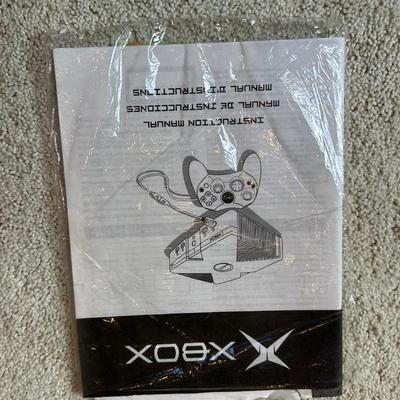 XBOX
INSTRUCTION MANUAL
MANUAL DE INSTRUCCIONES
MANUAL D'INSTRUCTIONS